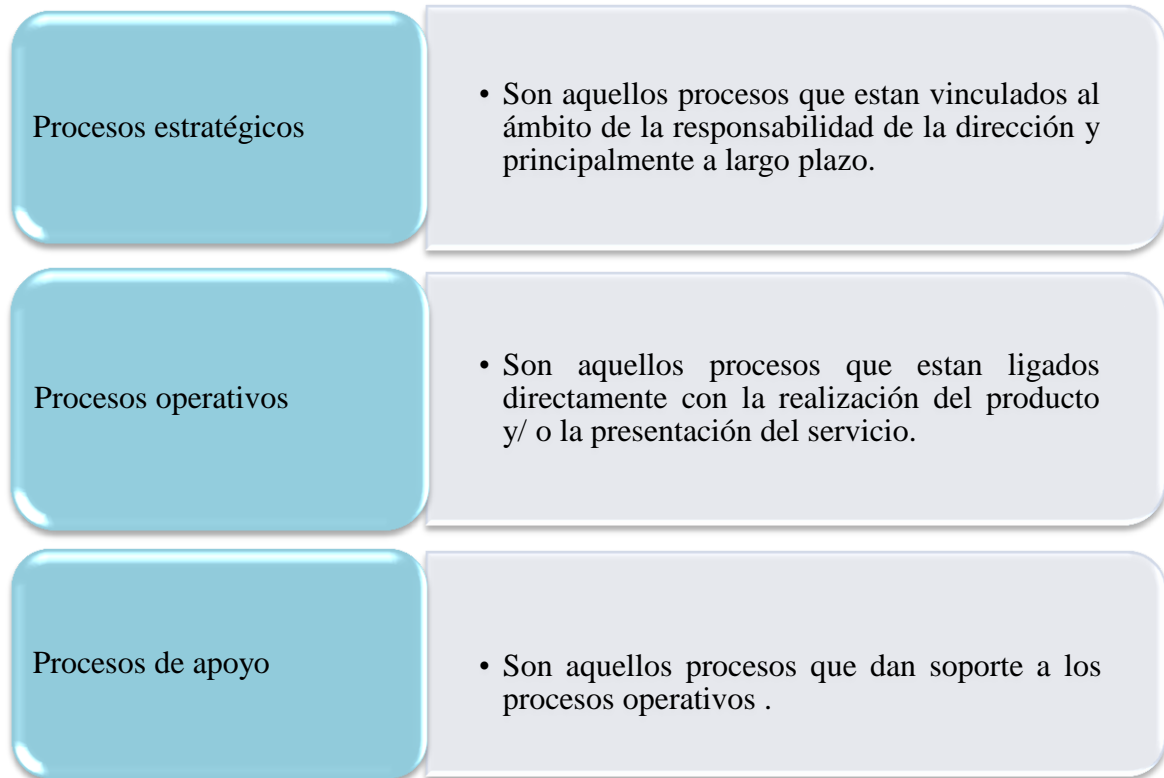 Procesos estratégicos
• Son aquellos procesos que estan vinculados al
ámbito de la responsabilidad de la dirección y
principalmente a largo plazo.
Procesos operativos
• Son aquellos procesos que estan ligados
directamente con la realización del producto
y/ o la presentación del servicio.
Procesos de apoyo
• Son aquellos procesos que dan soporte a los
procesos operativos .